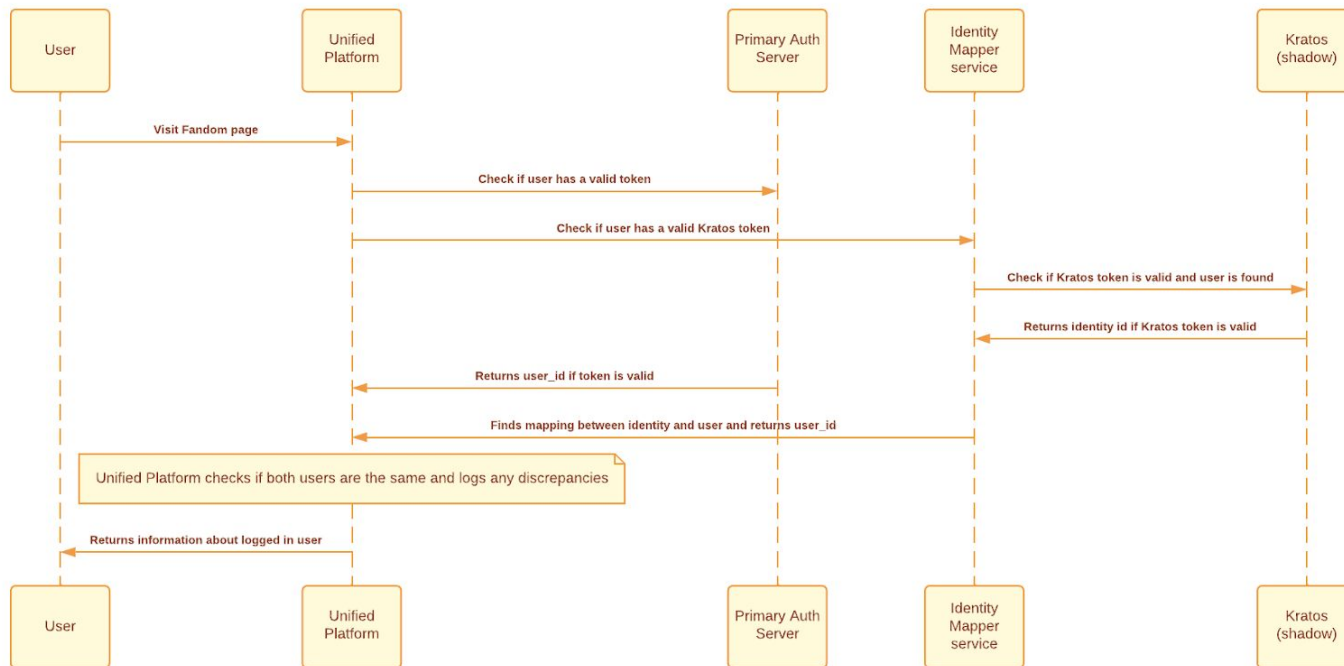 User
Unified
Platform
Primary Auth
Server
Identity
Mapper
service
Kratos
(shadow)
Visit Fandom page
Check if user has a valid token
Check if user has a valid Kratos token
Check if Kratos token is valid and user is found
Returns identity id if Kratos token is valid
Returns user_id if token is valid
Finds mapping between identity and user and returns user_id
Unified Platform checks if both users are the same and logs any discrepancies
Returns information about logged in user
User
Unified
Platform
Primary Auth
Server
Identity
Mapper
service
Kratos
(shadow)